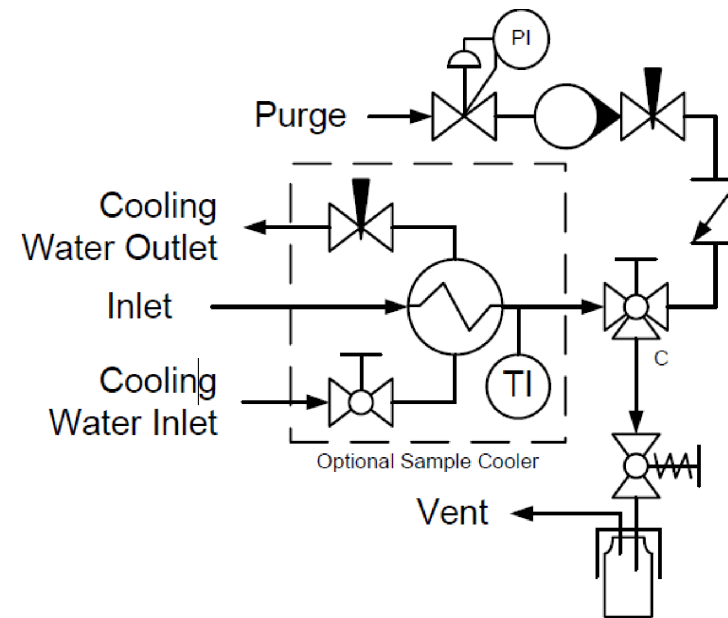 PI
Purge
Cooling
Water Outlet
Inlet
Cooling
Water Inlet
TI
C
Optional Sample Cooler
Vent